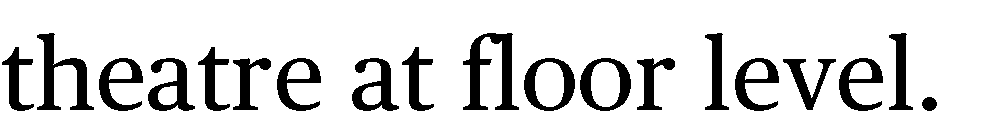 theatre at floor level.